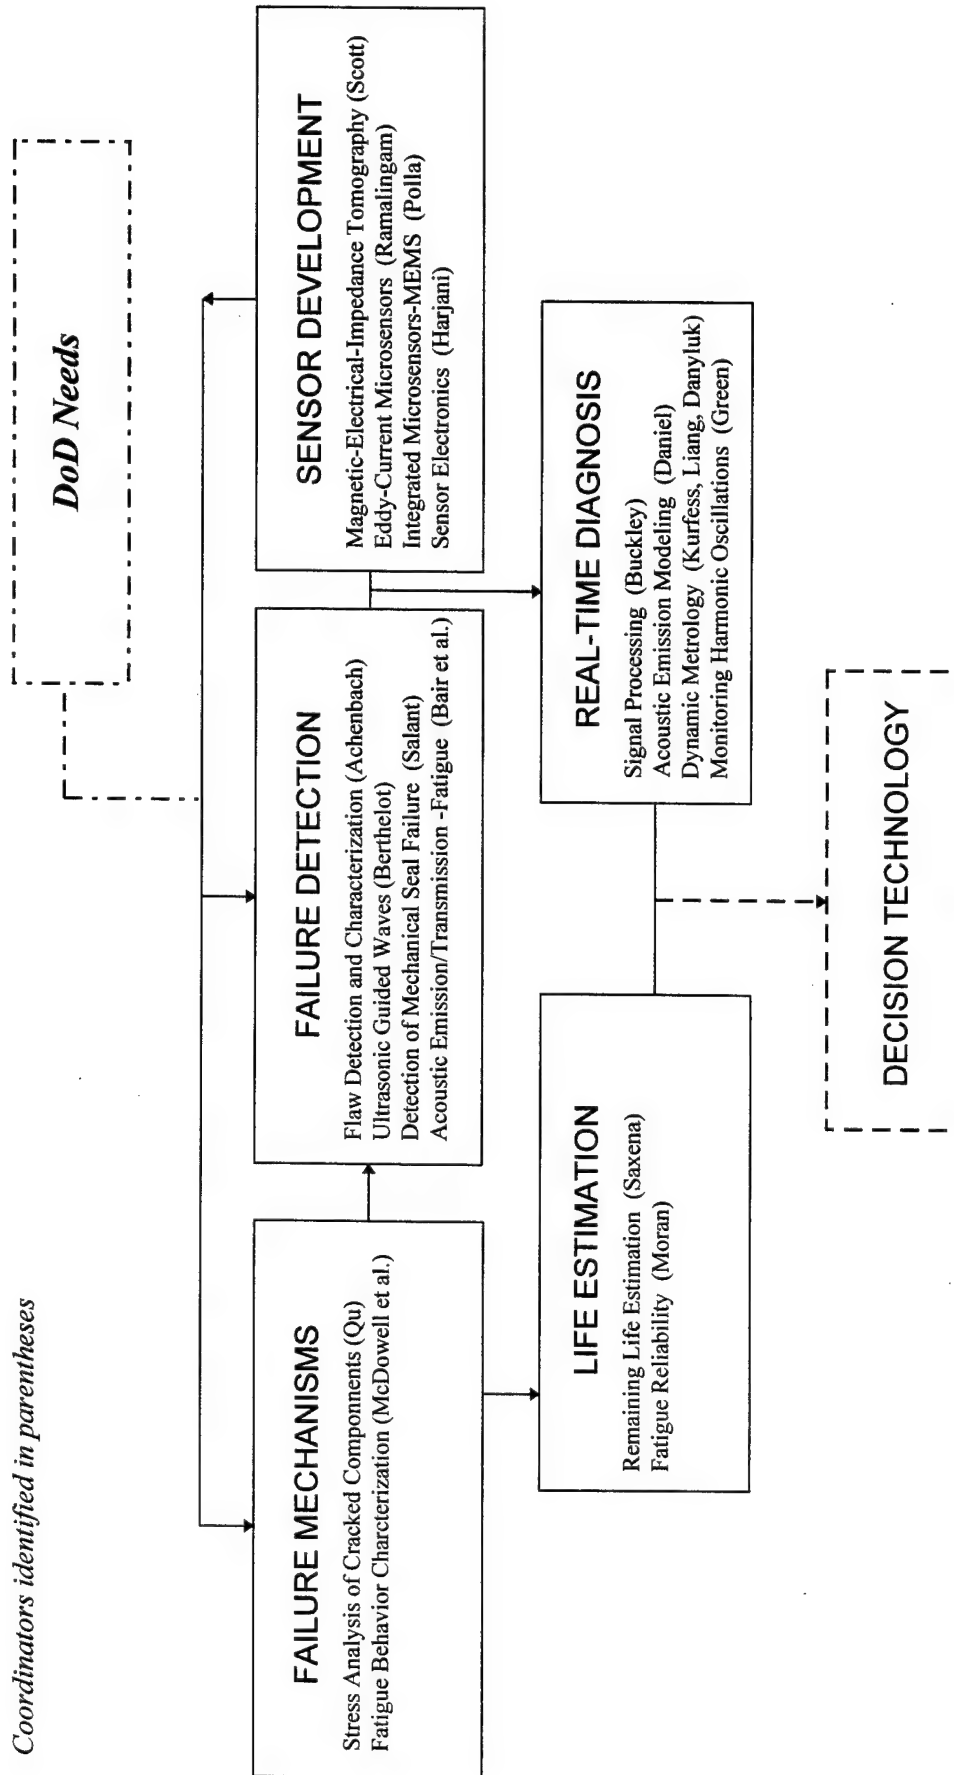 Coordinators identified in parentheses
DoD Needs
FAILURE MECHANISMS
Stress Analysis of Cracked Components (Qu)
Fatigue Behavior Charcterization (McDowell et al.)
FAILURE DETECTION
Flaw Detection and Characterization (Achenbach)
Ultrasonic Guided Waves (Berthelot)
Detection of Mechanical Seal Failure (Salant)
Acoustic Emission/Transmission -Fatigue (Bair et al.)
SENSOR DEVELOPMENT
Magnetic-Electrical-Impedance Tomography (Scott)
Eddy-Current Microsensors (Ramalingam)
Integrated Microsensors-MEMS (Polla)
Sensor Electronics (Harjani)
LIFE ESTIMATION
Remaining Life Estimation (Saxena)
Fatigue Reliability (Moran)
REAL-TIME DIAGNOSIS
Signal Processing (Buckley)
Acoustic Emission Modeling (Daniel)
Dynamic Metrology (Kurfess, Liang, Danyluk)
Monitoring Harmonic Oscillations (Green)
DECISION TECHNOLOGY